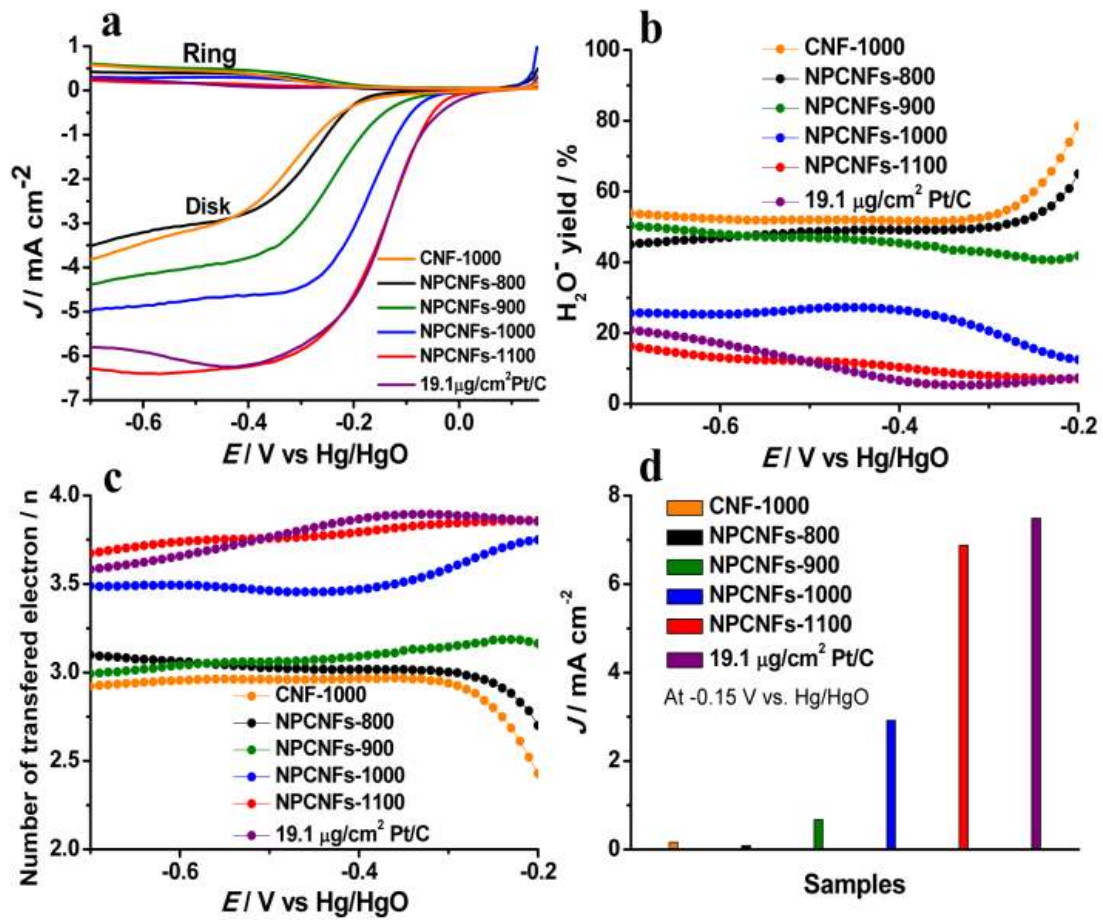 a
Ring
Disk
CNF-1000
NPCNFs-800
NPCNFs-900
NPCNFs-1000
NPCNFs-1100
19.1μg/cm²Pt/C
J / mA cm⁻²
1
0
-1
-2
-3
-4
-5
-6
-7
-0.6 -0.4 -0.2 0.0
E / V vs Hg/HgO
b
CNF-1000
NPCNFs-800
NPCNFs-900
NPCNFs-1000
NPCNFs-1100
19.1 μg/cm² Pt/C
H₂O⁻ yield / %
100
80
60
40
20
0
-0.6 -0.4 -0.2
E / V vs Hg/HgO
c
Number of transfered electron / n
4.0
3.5
3.0
2.5
2.0
CNF-1000
NPCNFs-800
NPCNFs-900
NPCNFs-1000
NPCNFs-1100
19.1 μg/cm² Pt/C
-0.6 -0.4 -0.2
E / V vs Hg/HgO
d
CNF-1000
NPCNFs-800
NPCNFs-900
NPCNFs-1000
NPCNFs-1100
19.1 μg/cm² Pt/C
At -0.15 V vs. Hg/HgO
J / mA cm⁻²
8
6
4
2
0
Samples